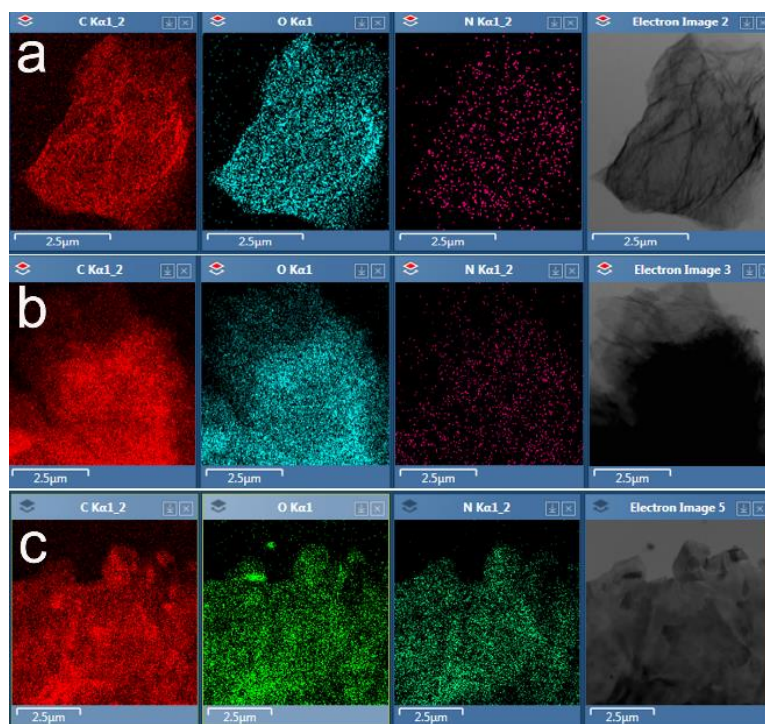 C Kα1_2
O Kα1
N Kα1_2
Electron Image 2
a
2.5µm
2.5µm
2.5µm
2.5µm
C Kα1_2
O Kα1
N Kα1_2
Electron Image 3
b
2.5µm
2.5µm
2.5µm
2.5µm
C Kα1_2
O Kα1
N Kα1_2
Electron Image 5
c
2.5µm
2.5µm
2.5µm
2.5µm